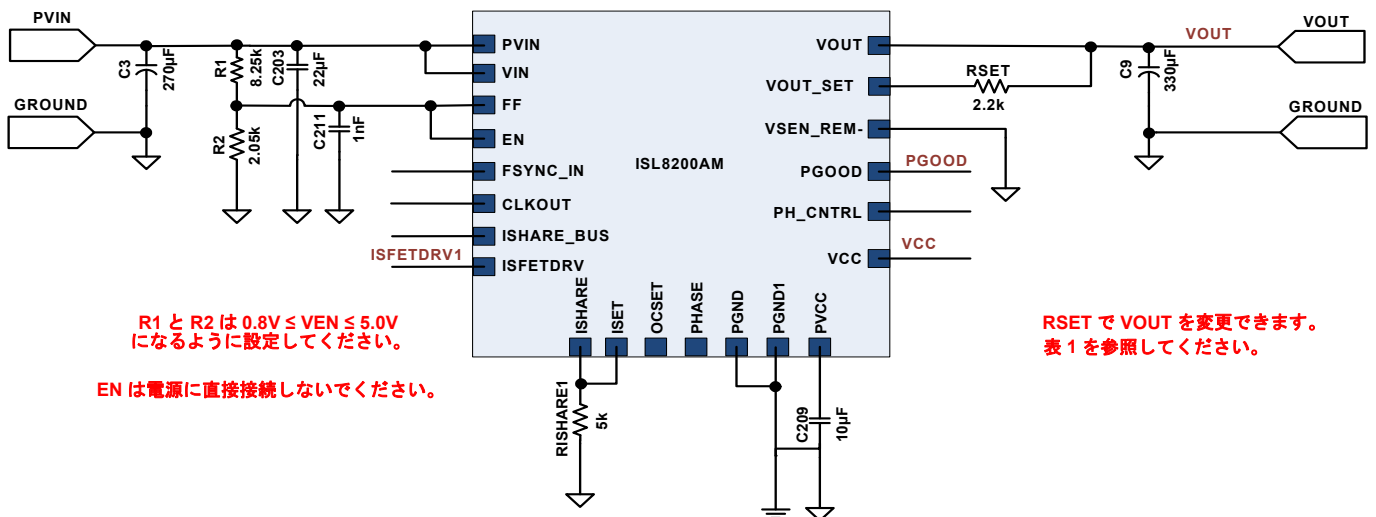 PVIN
GROUND
C3
270µF
R1
8.25k
C203
22µF
R2
2.05k
C211
1nF
PVIN
VIN
FF
EN
FSYNC_IN
CLKOUT
ISHARE_BUS
ISFETDRV1
ISFETDRV
ISL8200AM
VOUT
VOUT_SET
VSEN_REM-
PGOOD
PH_CNTRL
VCC
RSET
2.2k
PGOOD
VCC
VOUT
C9
330µF
VOUT
GROUND
ISHARE
ISET
OCSET
PHASE
PGND
PGND1
PVCC
RISHARE1
5k
C209
10µF
R1 と R2 は 0.8V ≤ VEN ≤ 5.0V
になるように設定してください。
EN は電源に直接接続しないでください。
RSET で VOUT を変更できます。
表 1 を参照してください。